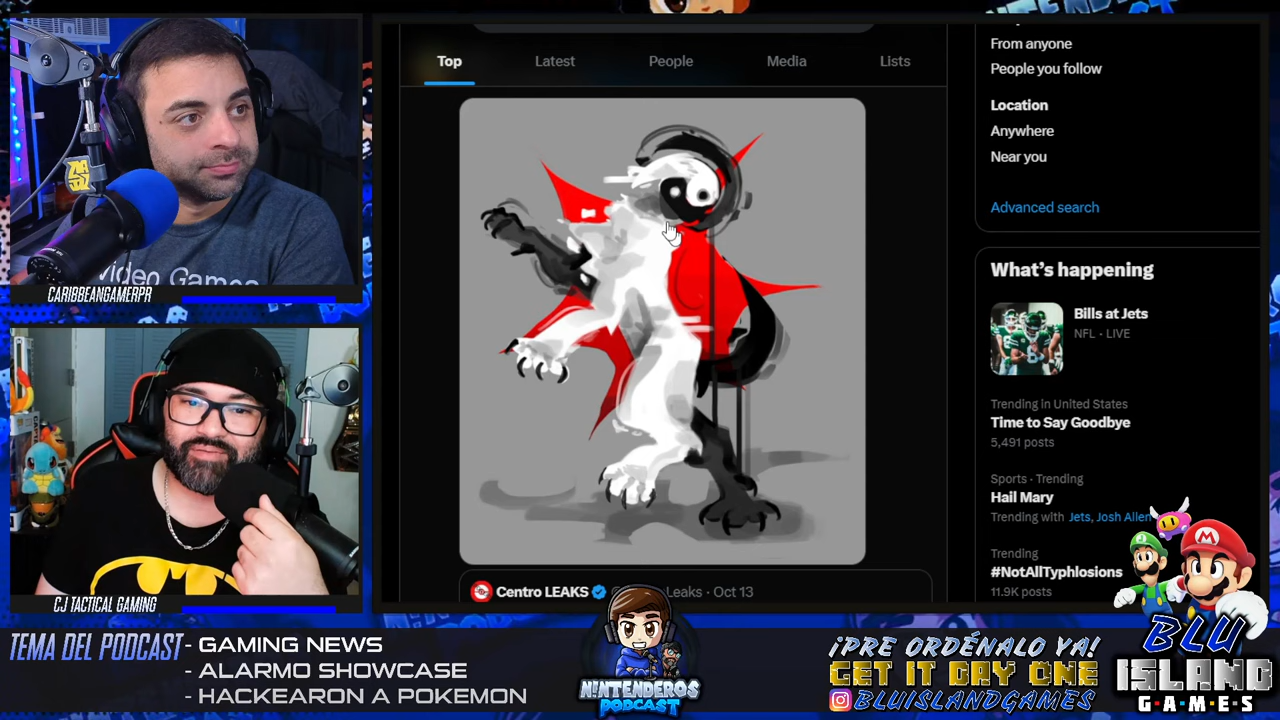 Video Games
CARIBBEANGAMERPR
CJ TACTICAL GAMING
Top
Latest
People
Media
Lists
Centro LEAKS
Leaks · Oct 13
From anyone
People you follow
Location
Anywhere
Near you
Advanced search
What's happening
Bills at Jets
NFL · LIVE
Trending in United States
Time to Say Goodbye
5,491 posts
Sports · Trending
Hail Mary
Trending with Jets, Josh Allen
Trending
#NotAllTyphlosions
11.9K posts
TEMA DEL PODCAST - GAMING NEWS
- ALARMO SHOWCASE
- HACKEARON A POKEMON
NINTENDEROS
PODCAST
¡PRE ORDÉNALO YA!
GET IT DAY ONE
BLUISLANDGAMES
BLU
ISLAND
G·A·M·E·S